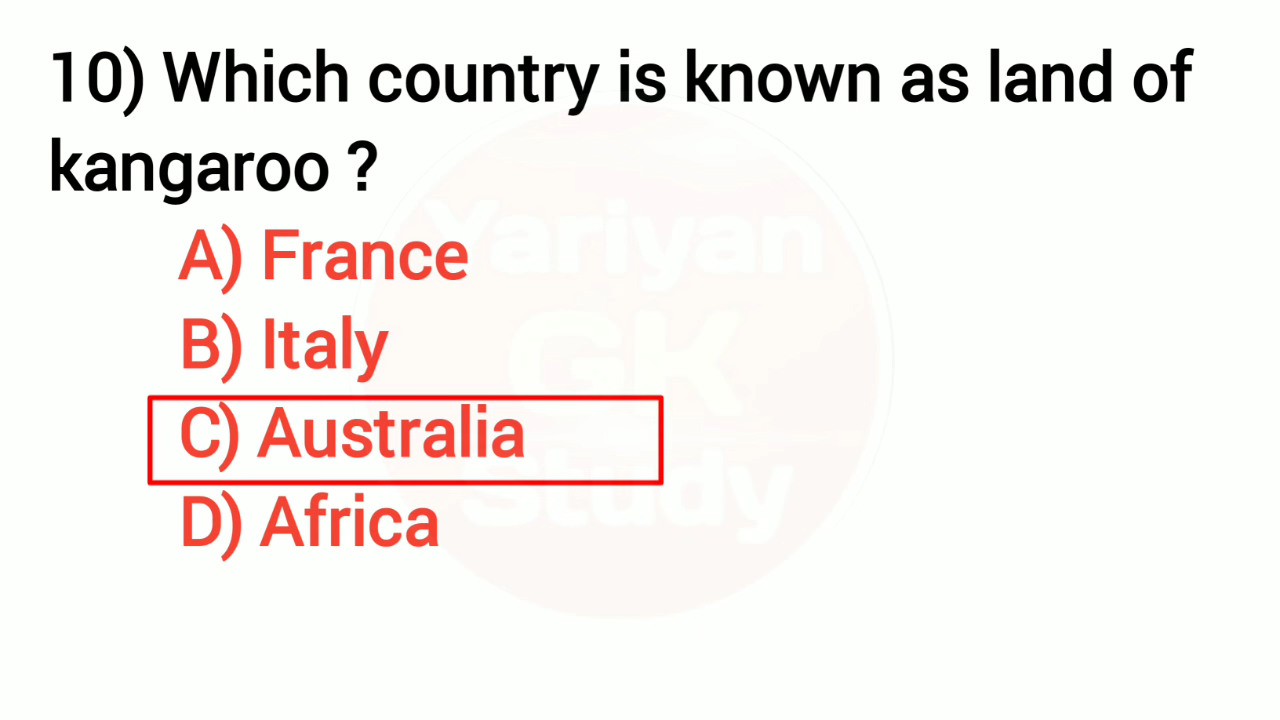 10) Which country is known as land of
kangaroo ?
A) France
B) Italy
C) Australia
D) Africa
Yariyan
GK
Study